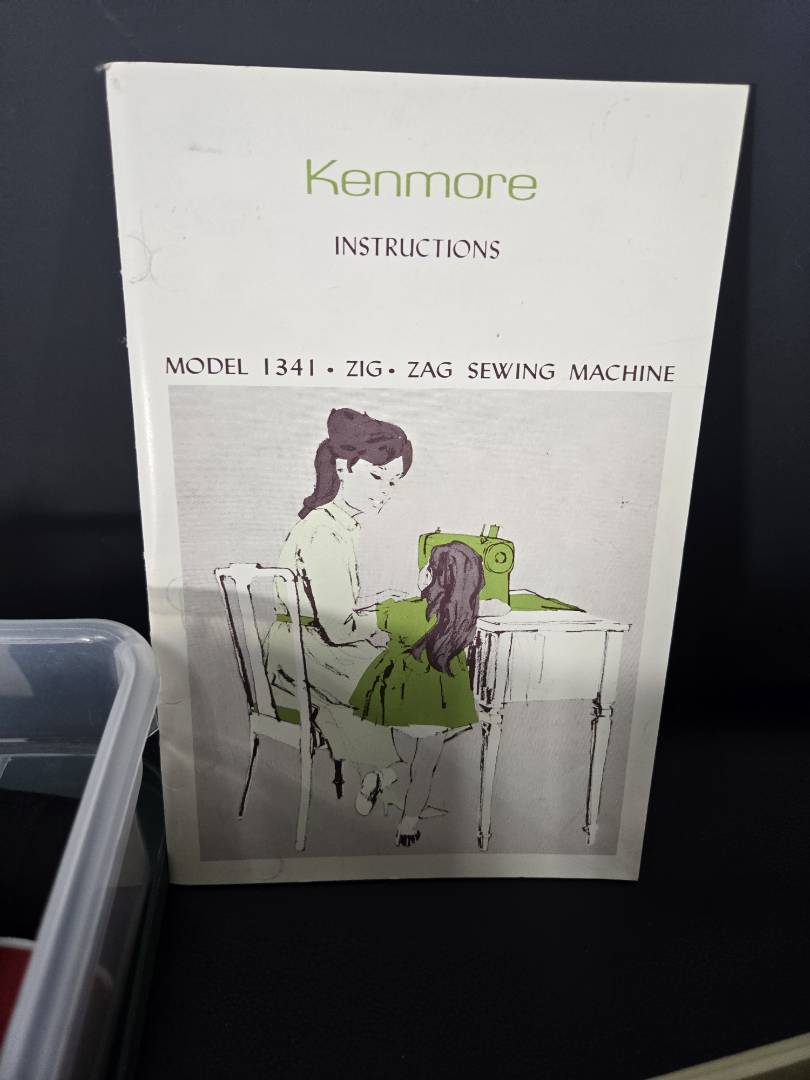 Kenmore
INSTRUCTIONS
MODEL 1341 • ZIG • ZAG SEWING MACHINE